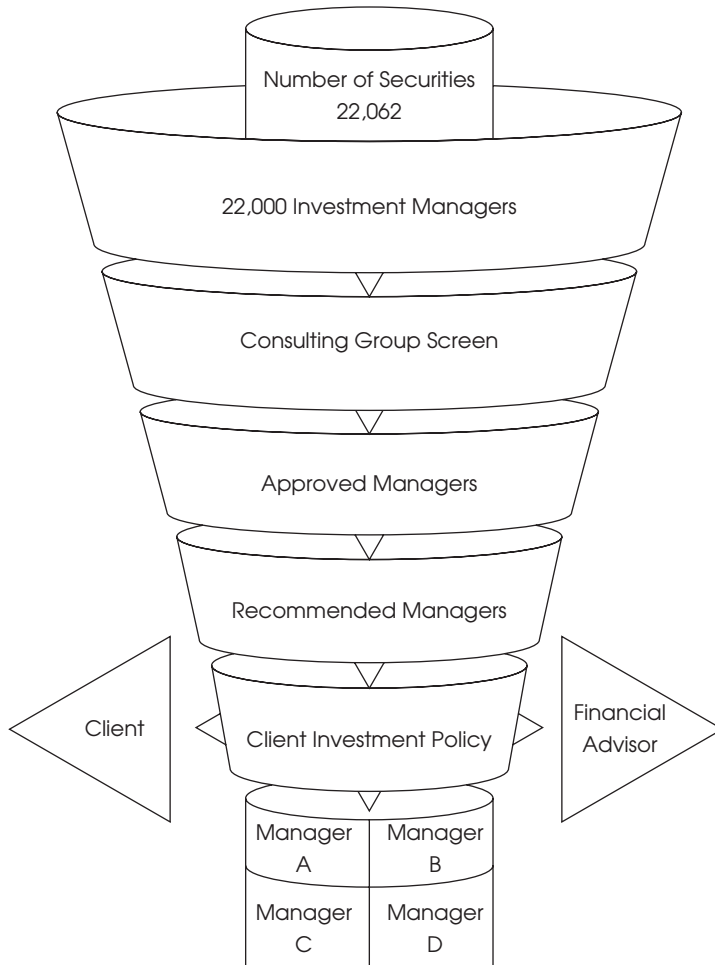 Number of Securities
22,062
22,000 Investment Managers
Consulting Group Screen
Approved Managers
Recommended Managers
Client
Client Investment Policy
Financial
Advisor
Manager
A
Manager
B
Manager
C
Manager
D